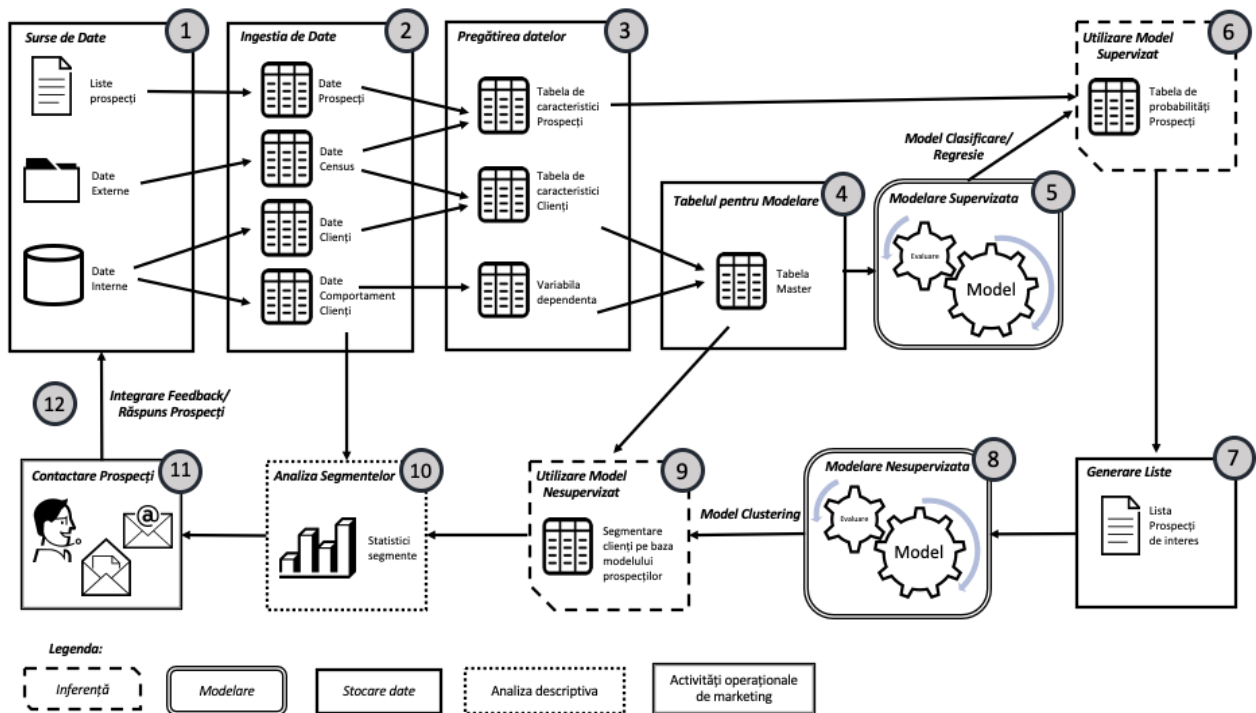 Surse de Date
1
Liste
prospecți
Date
Externe
Date
Interne
Ingestia de Date
2
Date
Prospecți
Date
Census
Date
Clienți
Date
Comportament
Clienți
Pregătirea datelor
3
Tabela de
caracteristici
Prospecți
Tabela de
caracteristici
Clienți
Variabila
dependenta
Tabelul pentru Modelare
4
Tabela
Master
Modelare Supervizata
5
Evaluare
Model
Model Clasificare/
Regresie
Utilizare Model
Supervizat
6
Tabela de
probabilități
Prospecți
Generare Liste
7
Lista
Prospecți
de interes
Modelare Nesupervizata
8
Evaluare
Model
Model Clustering
Utilizare Model
Nesupervizat
9
Segmentare
clienți pe baza
modelului
prospecților
Analiza Segmentelor
10
Statistici
segmente
Contactare Prospecți
11
@
12
Integrare Feedback/
Răspuns Prospecți
Legenda:
Inferență
Modelare
Stocare date
Analiza descriptiva
Activități operaționale
de marketing